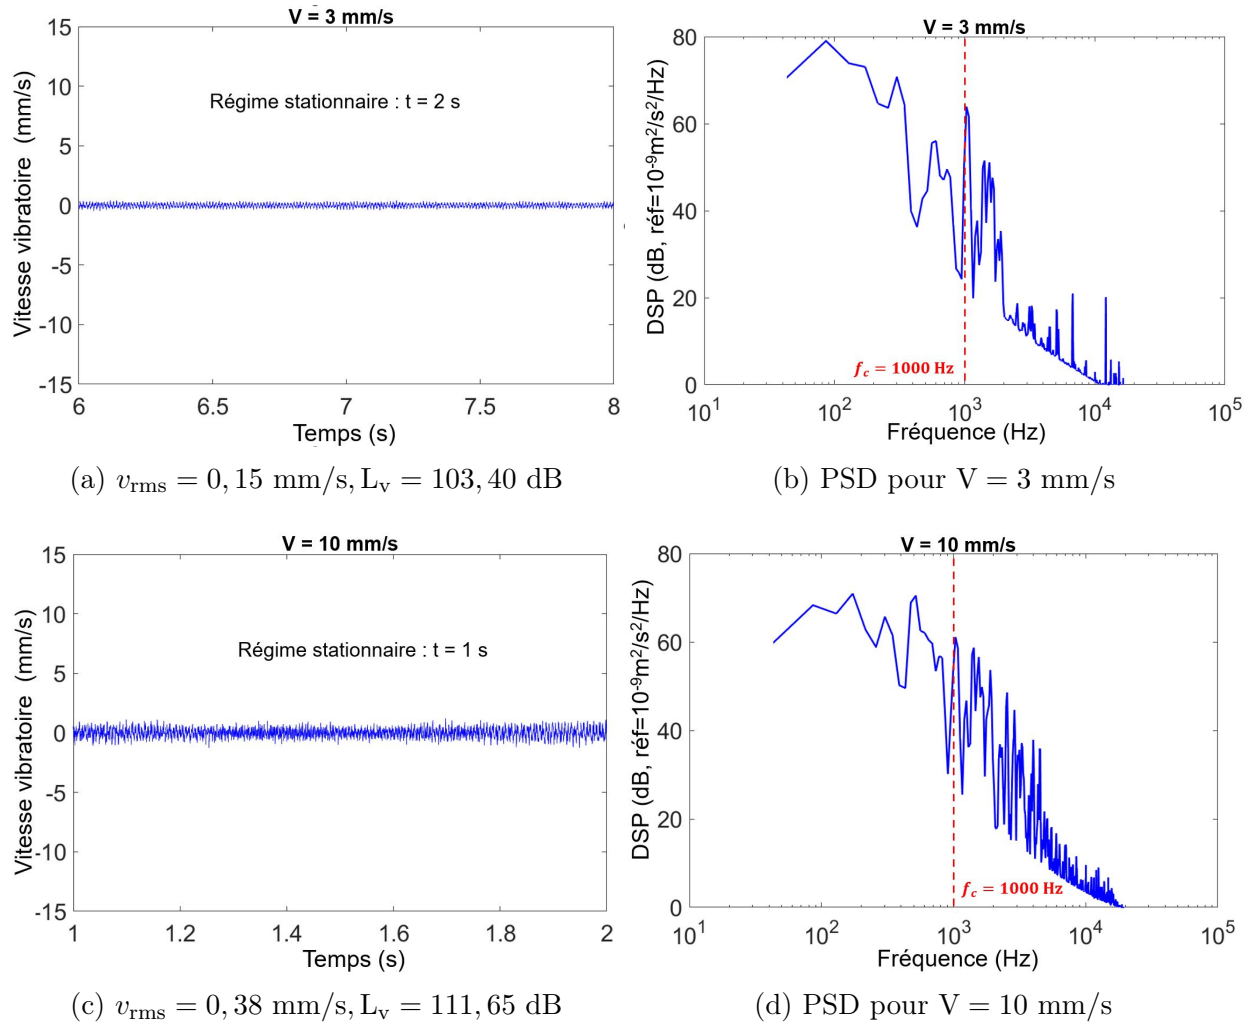 V = 3 mm/s
15
10
5
0
-5
-10
-15
Vitesse vibratoire (mm/s)
Régime stationnaire : t = 2 s
6
6.5
7
7.5
8
Temps (s)
(a) v_rms = 0, 15 mm/s, L_v = 103, 40 dB
V = 3 mm/s
80
60
40
20
0
DSP (dB, réf=10⁻⁹m²/s²/Hz)
f_c = 1000 Hz
10¹
10²
10³
10⁴
10⁵
Fréquence (Hz)
(b) PSD pour V = 3 mm/s
V = 10 mm/s
15
10
5
0
-5
-10
-15
Vitesse vibratoire (mm/s)
Régime stationnaire : t = 1 s
1
1.2
1.4
1.6
1.8
2
Temps (s)
(c) v_rms = 0, 38 mm/s, L_v = 111, 65 dB
V = 10 mm/s
80
60
40
20
0
DSP (dB, réf=10⁻⁹m²/s²/Hz)
f_c = 1000 Hz
10¹
10²
10³
10⁴
10⁵
Fréquence (Hz)
(d) PSD pour V = 10 mm/s